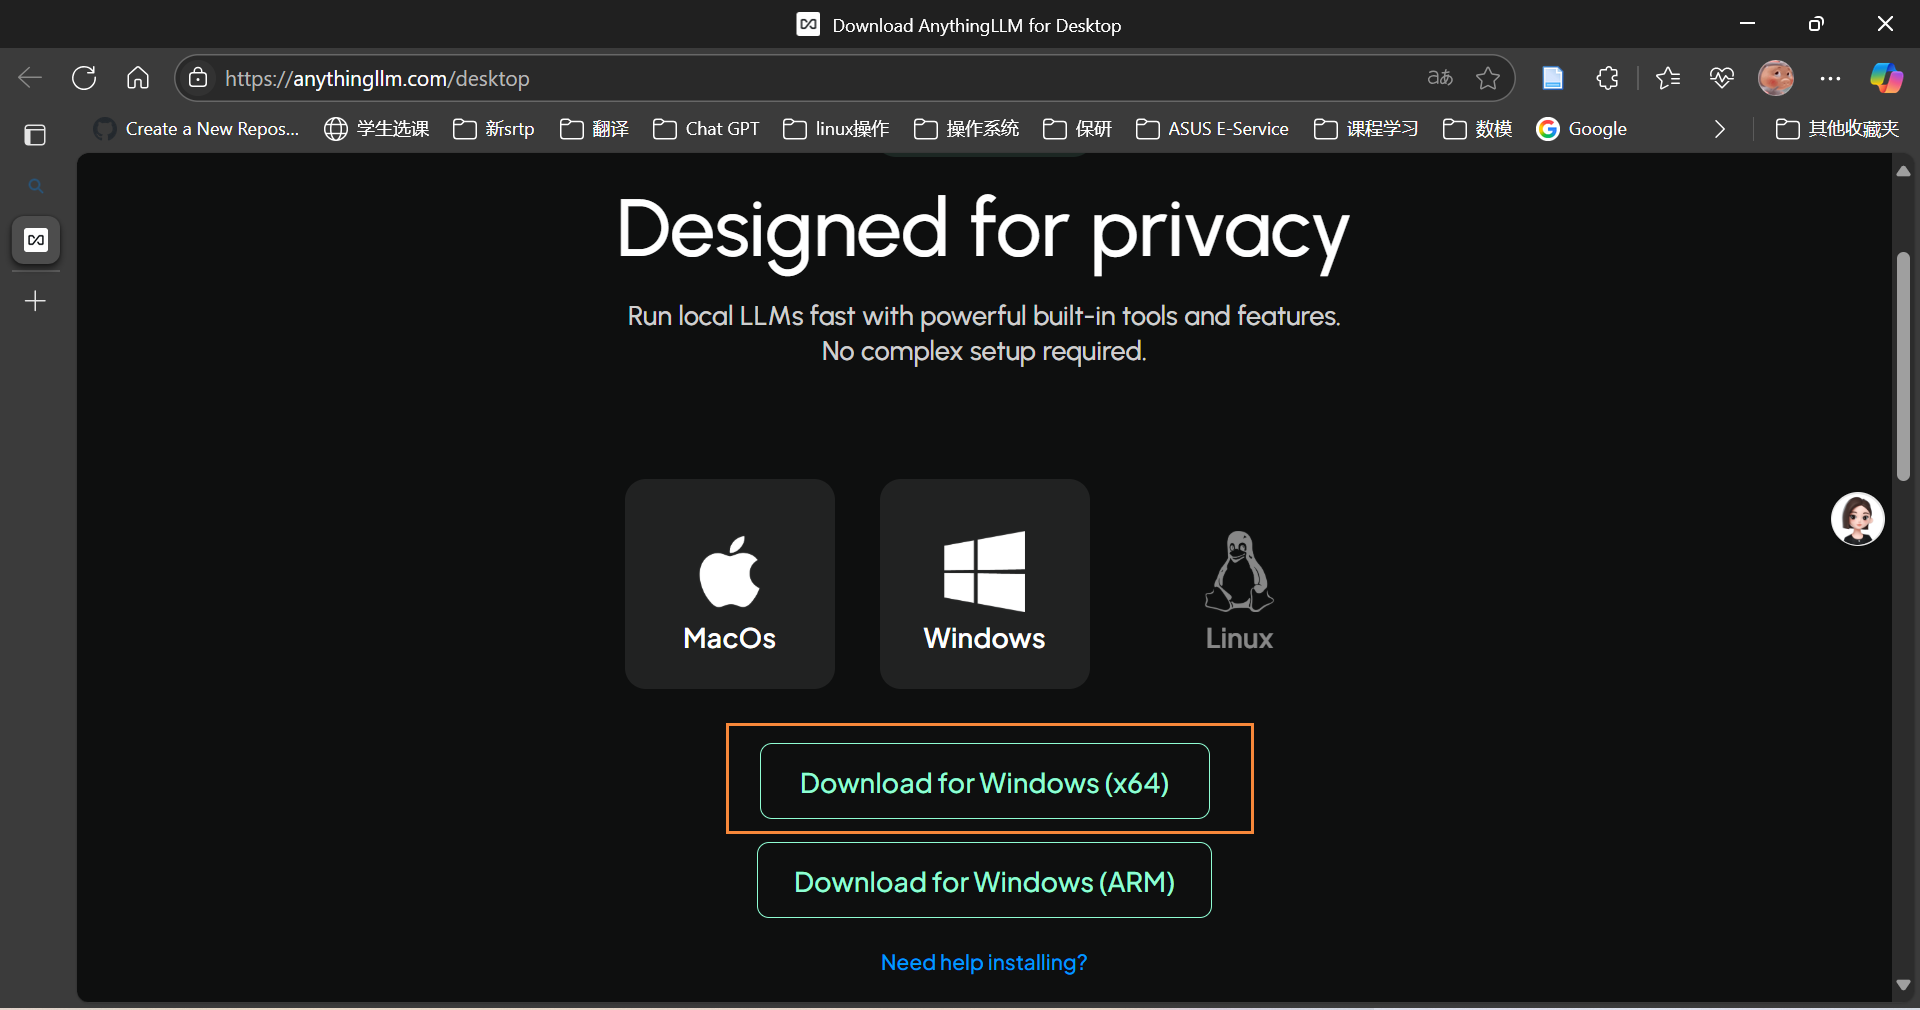 Download AnythingLLM for Desktop
https://anythingllm.com/desktop
aあ
Create a New Repos... 学生选课 新srtp 翻译 Chat GPT linux操作 操作系统 保研 ASUS E-Service 课程学习 数模 Google 其他收藏夹
Designed for privacy
Run local LLMs fast with powerful built-in tools and features.
No complex setup required.
MacOs Windows Linux
Download for Windows (x64)
Download for Windows (ARM)
Need help installing?